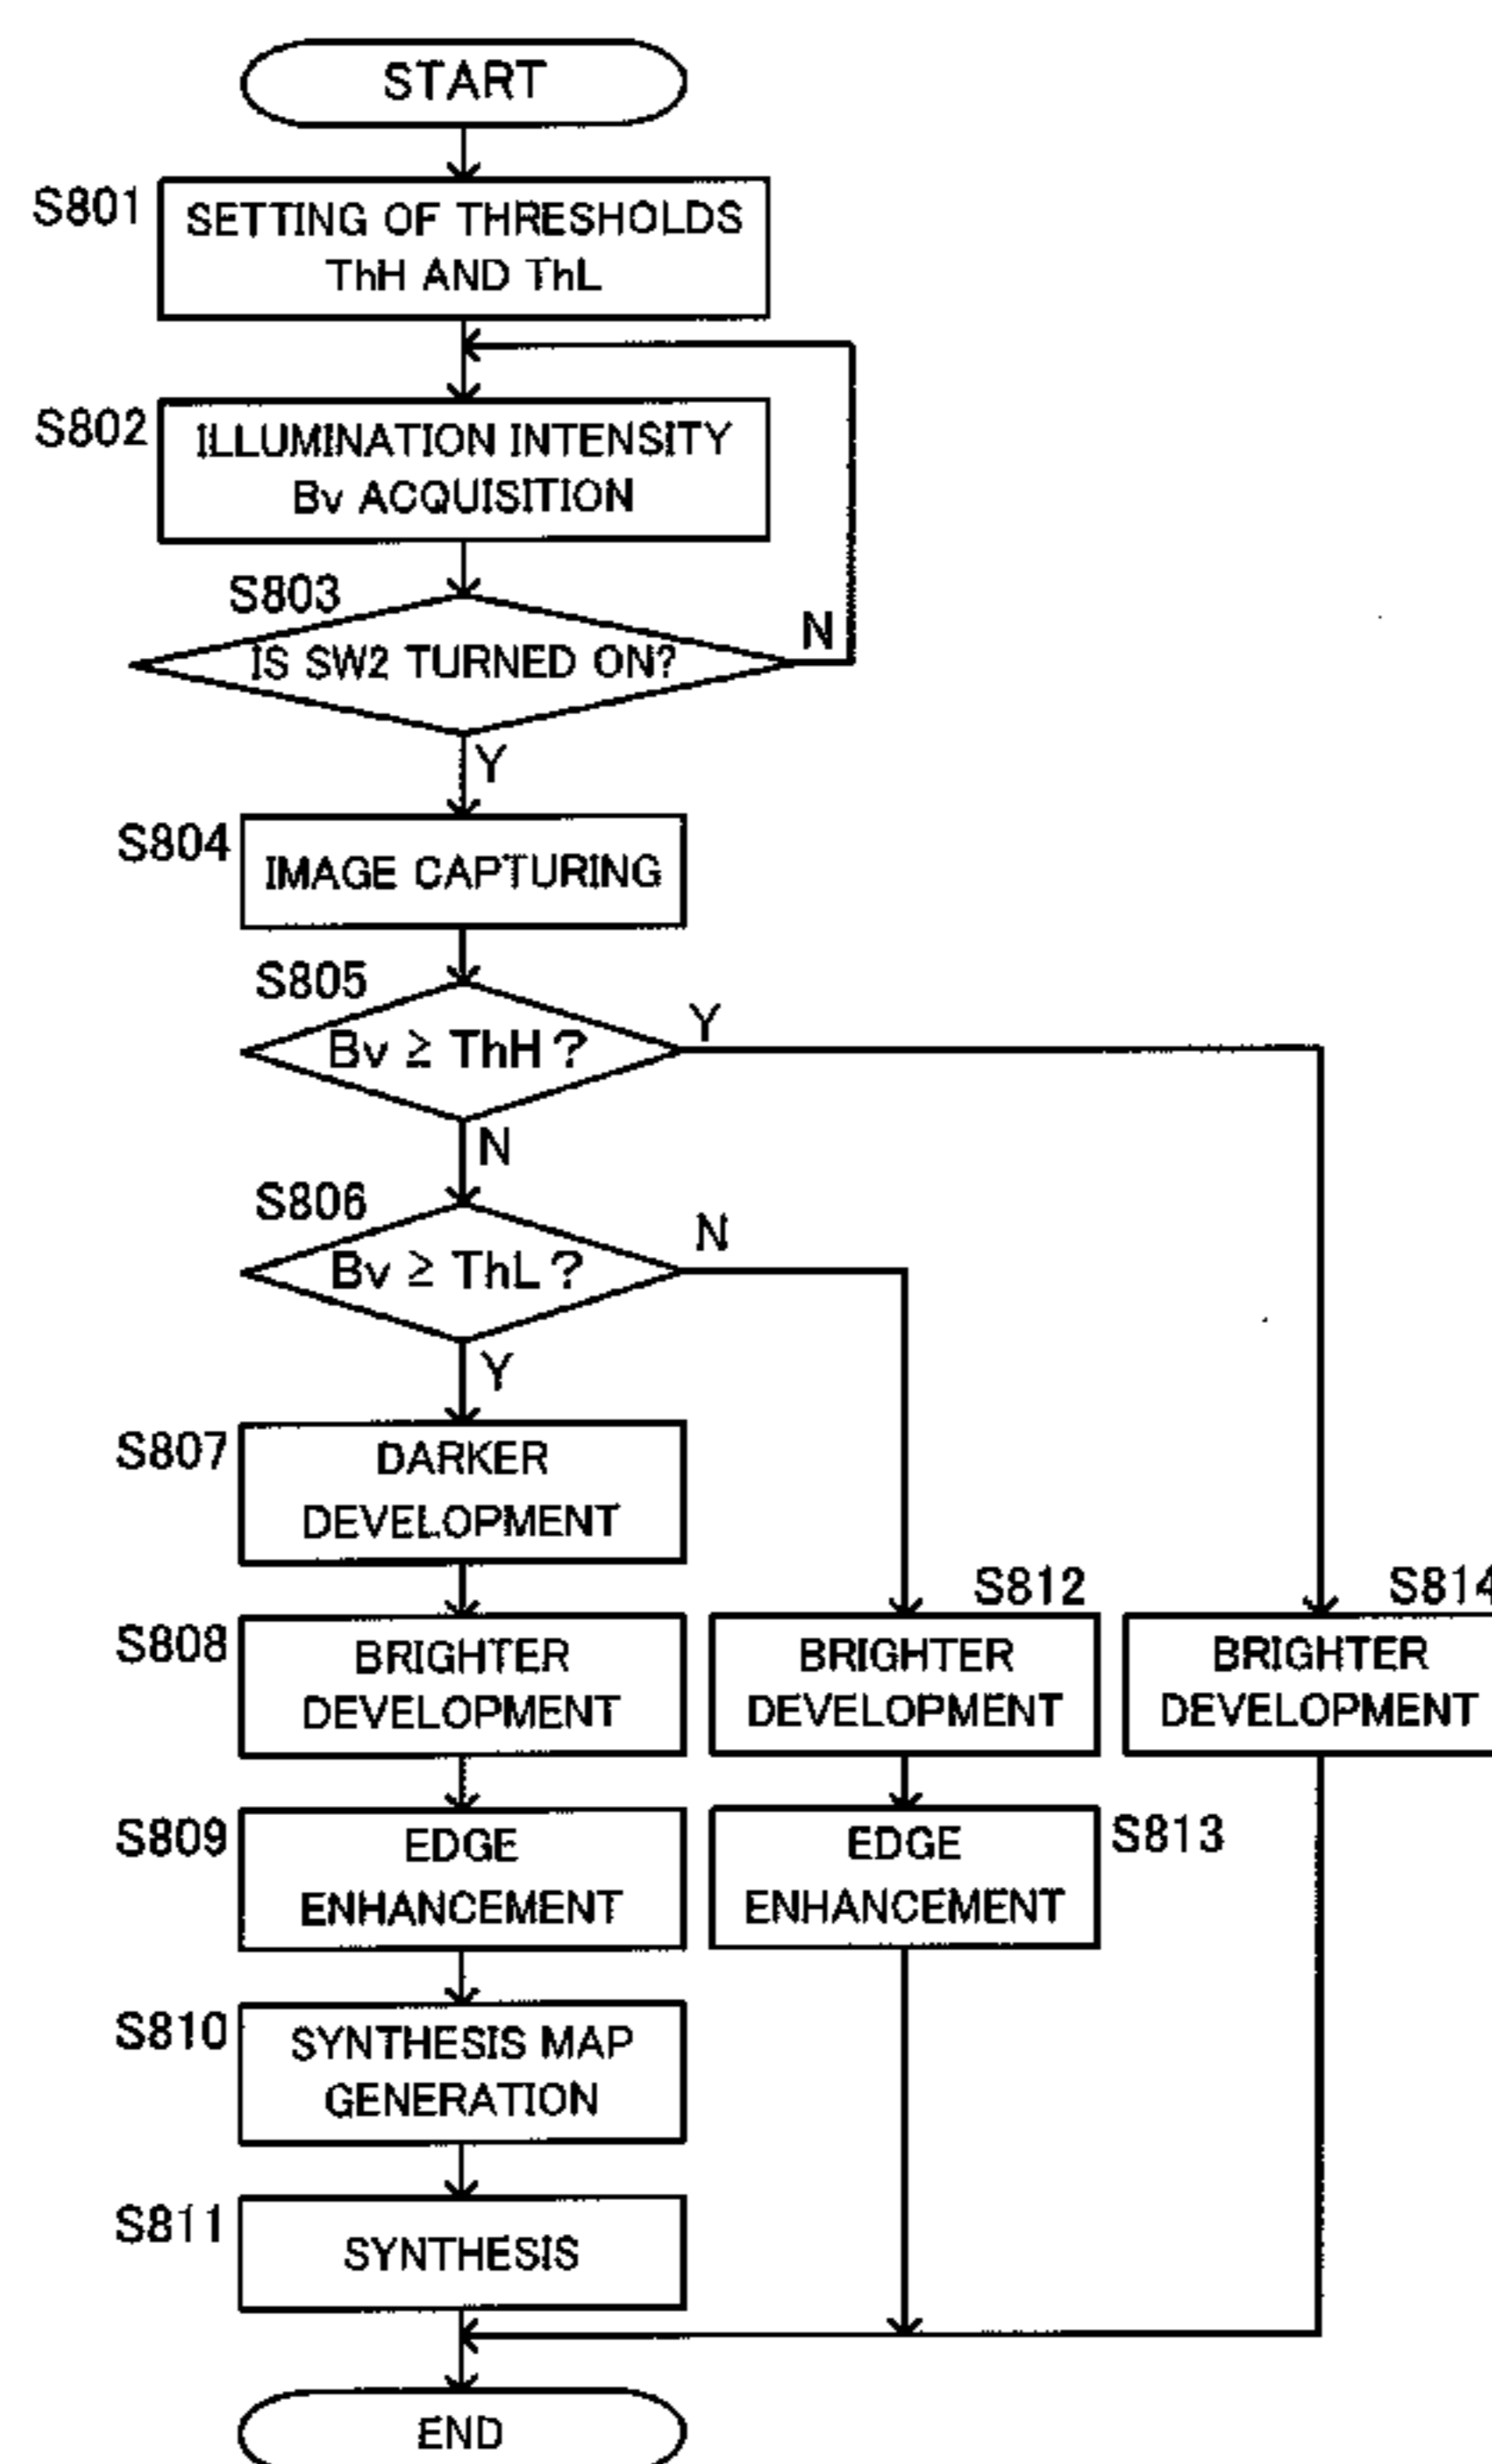 START
S801
SETTING OF THRESHOLDS
ThH AND ThL
S802
ILLUMINATION INTENSITY
Bv ACQUISITION
S803
IS SW2 TURNED ON?
N
Y
S804
IMAGE CAPTURING
S805
Bv ≧ ThH ?
Y
N
S806
Bv ≧ ThL ?
N
Y
S807
DARKER
DEVELOPMENT
S808
BRIGHTER
DEVELOPMENT
S812
BRIGHTER
DEVELOPMENT
S814
BRIGHTER
DEVELOPMENT
S809
EDGE
ENHANCEMENT
EDGE
ENHANCEMENT
S813
S810
SYNTHESIS MAP
GENERATION
S811
SYNTHESIS
END